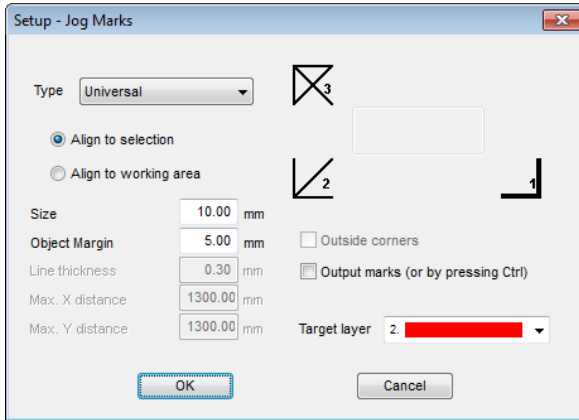 Setup - Jog Marks
Type Universal
3
Align to selection
Align to working area
2
1
Size 10.00 mm
Object Margin 5.00 mm
Outside corners
Line thickness 0.30 mm
Output marks (or by pressing Ctrl)
Max. X distance 1300.00 mm
Max. Y distance 1300.00 mm
Target layer 2.
OK Cancel